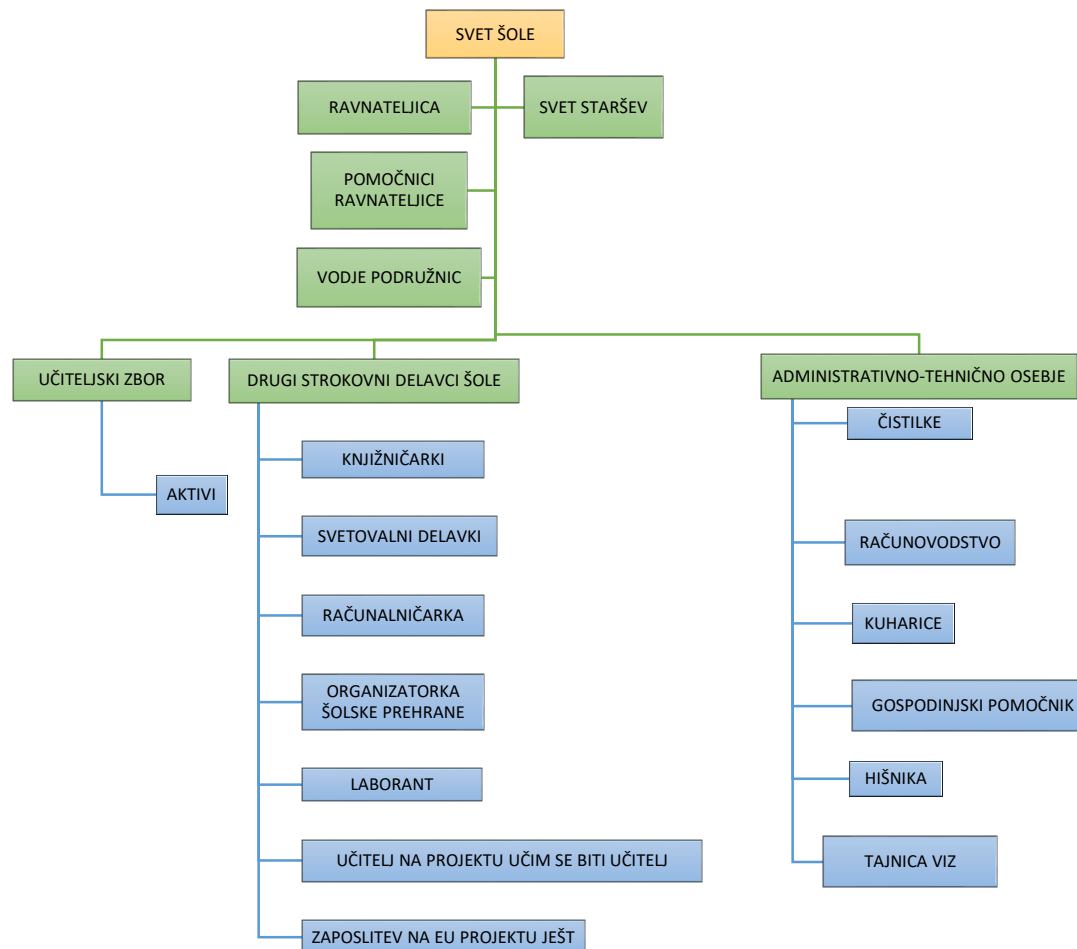 SVET ŠOLE
RAVNATELJICA
SVET STARŠEV
POMOČNICI
RAVNATELJICE
VODJE PODRUŽNIC
UČITELJSKI ZBOR
AKTIVI
DRUGI STROKOVNI DELAVCI ŠOLE
KNJIŽNIČARKI
SVETOVALNI DELAVKI
RAČUNALNIČARKA
ORGANIZATORKA
ŠOLSKE PREHRANE
LABORANT
UČITELJ NA PROJEKTU UČIM SE BITI UČITELJ
ZAPOSLITEV NA EU PROJEKTU JEŠT
ADMINISTRATIVNO-TEHNIČNO OSEBJE
ČISTILKE
RAČUNOVODSTVO
KUHARICE
GOSPODINJSKI POMOČNIK
HIŠNIKA
TAJNICA VIZ